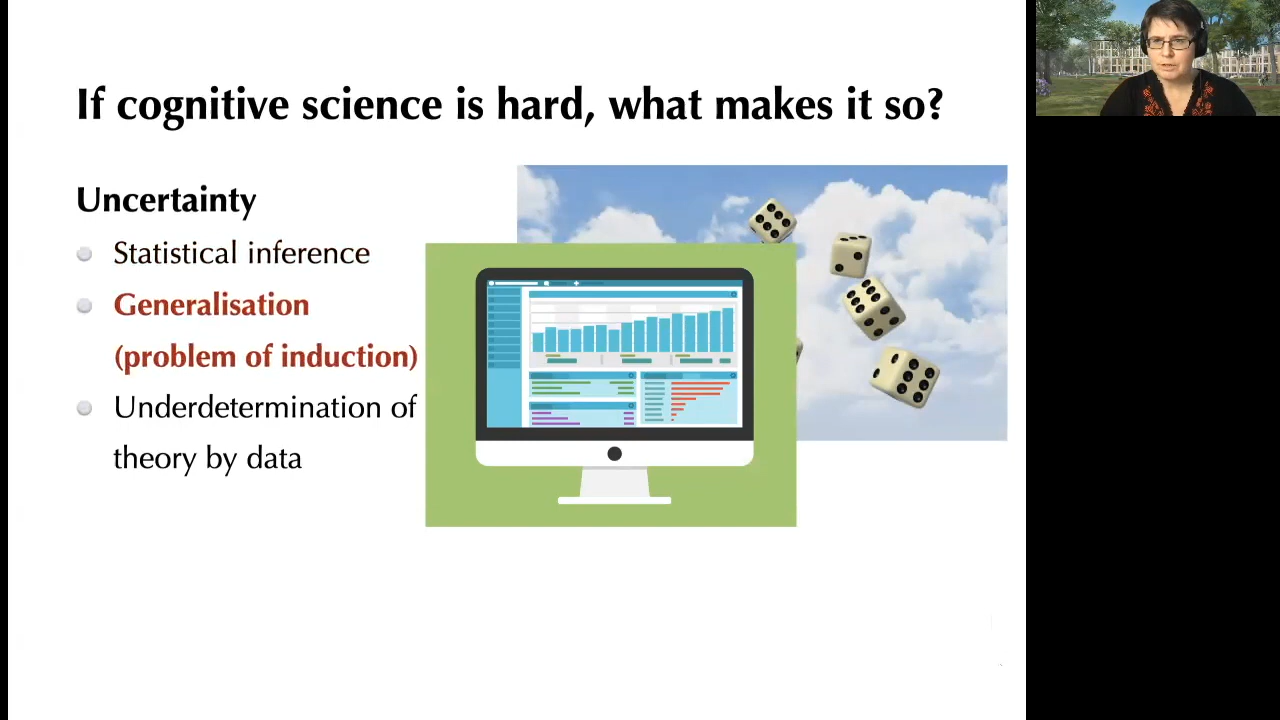 If cognitive science is hard, what makes it so?
Uncertainty
Statistical inference
Generalisation
(problem of induction)
Underdetermination of
theory by data